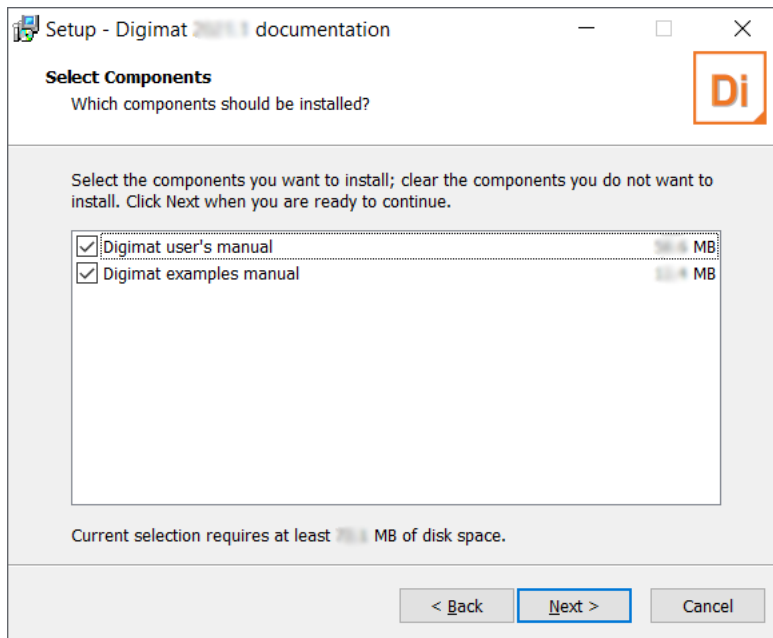 Setup - Digimat documentation
Select Components
Which components should be installed?
Di
Select the components you want to install; clear the components you do not want to
install. Click Next when you are ready to continue.
Digimat user's manual MB
Digimat examples manual MB
Current selection requires at least MB of disk space.
< Back Next > Cancel